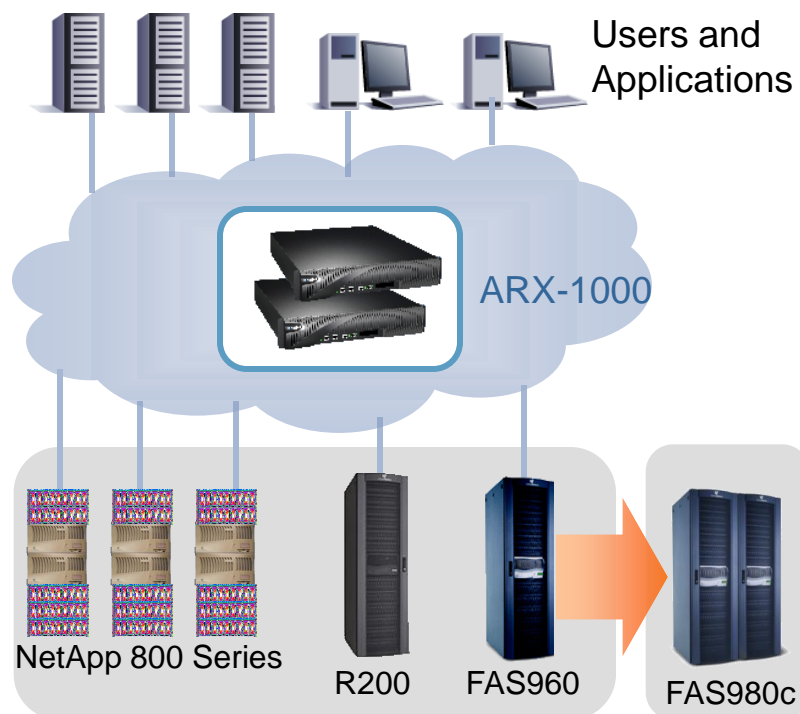 Users and
Applications
ARX-1000
NetApp 800 Series
R200
FAS960
FAS980c